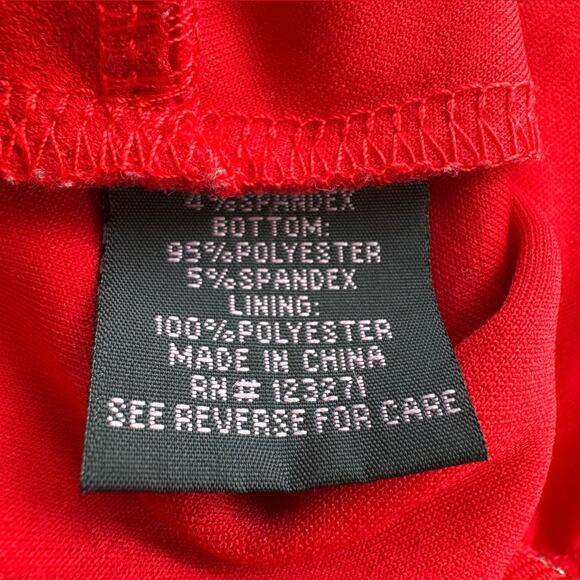 4%SPANDEX
BOTTOM:
95%POLYESTER
5%SPANDEX
LINING:
100%POLYESTER
MADE IN CHINA
RN# 123271
SEE REVERSE FOR CARE